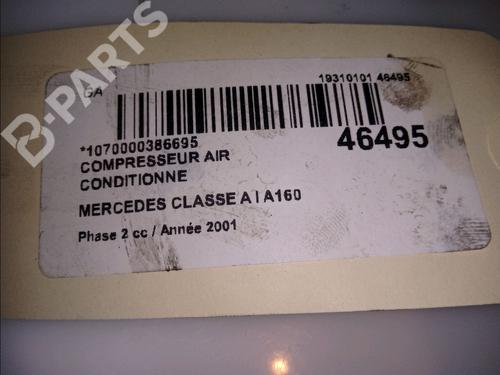 B-PARTS
GA
19310101 46495
*1070000386695
46495
COMPRESSEUR AIR
CONDITIONNE
MERCEDES CLASSE A I A160
Phase 2 cc / Année 2001